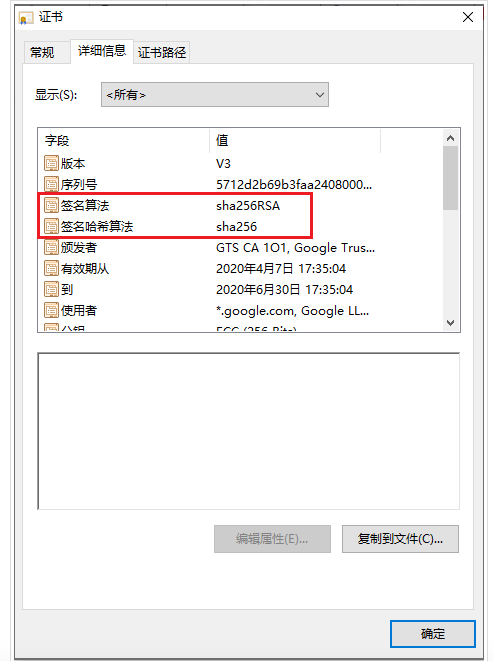 证书
常规 详细信息 证书路径
显示(S): <所有>
字段 值
版本 V3
序列号 5712d2b69b3faa2408000...
签名算法 sha256RSA
签名哈希算法 sha256
颁发者 GTS CA 1O1, Google Trus...
有效期从 2020年4月7日 17:35:04
到 2020年6月30日 17:35:04
使用者 *.google.com, Google LL...
公钥 ECC (256 Bits)
编辑属性(E)... 复制到文件(C)...
确定